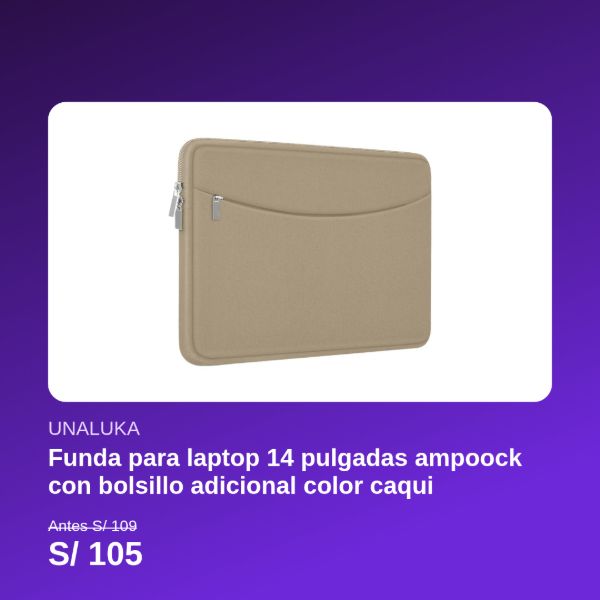 UNALUKA
Funda para laptop 14 pulgadas ampoock
con bolsillo adicional color caqui
Antes S/ 109
S/ 105